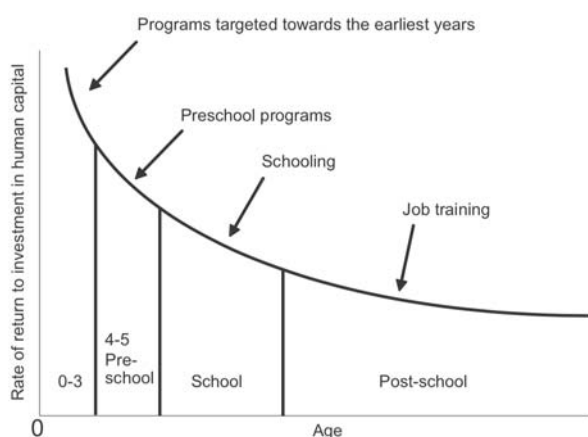 Programs targeted towards the earliest years
Preschool programs
Schooling
Job training
Rate of return to investment in human capital
0-3
4-5
Pre-
school
School
Post-school
0
Age